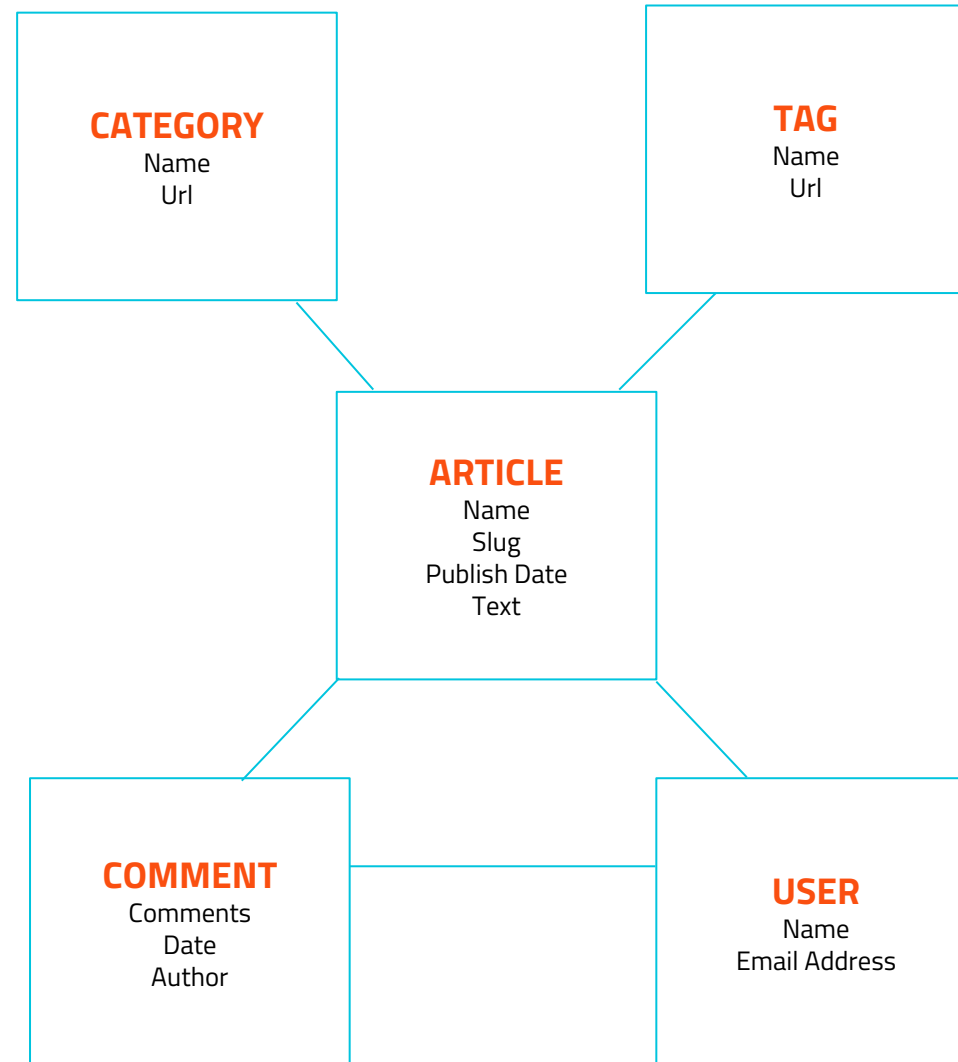 CATEGORY
Name
Url
TAG
Name
Url
ARTICLE
Name
Slug
Publish Date
Text
COMMENT
Comments
Date
Author
USER
Name
Email Address